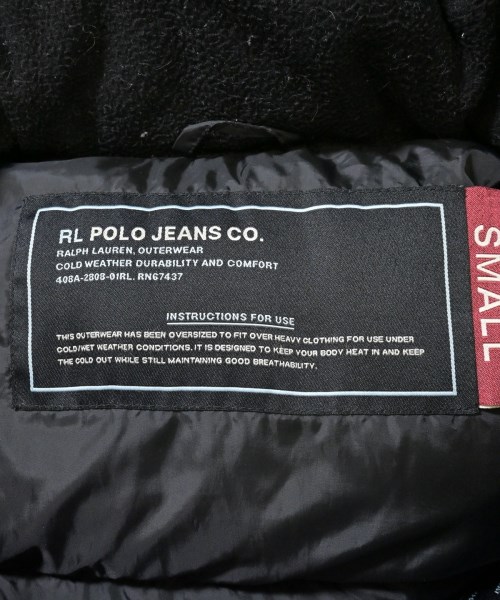 RL POLO JEANS CO.
RALPH LAUREN, OUTERWEAR
COLD WEATHER DURABILITY AND COMFORT
408A-2808-01RL. RN67437
INSTRUCTIONS FOR USE
THIS OUTERWEAR HAS BEEN OVERSIZED TO FIT OVER HEAVY CLOTHING FOR USE UNDER
COLD/WET WEATHER CONDITIONS. IT IS DESIGNED TO KEEP YOUR BODY HEAT IN AND KEEP
THE COLD OUT WHILE STILL MAINTAINING GOOD BREATHABILITY.
SMALL